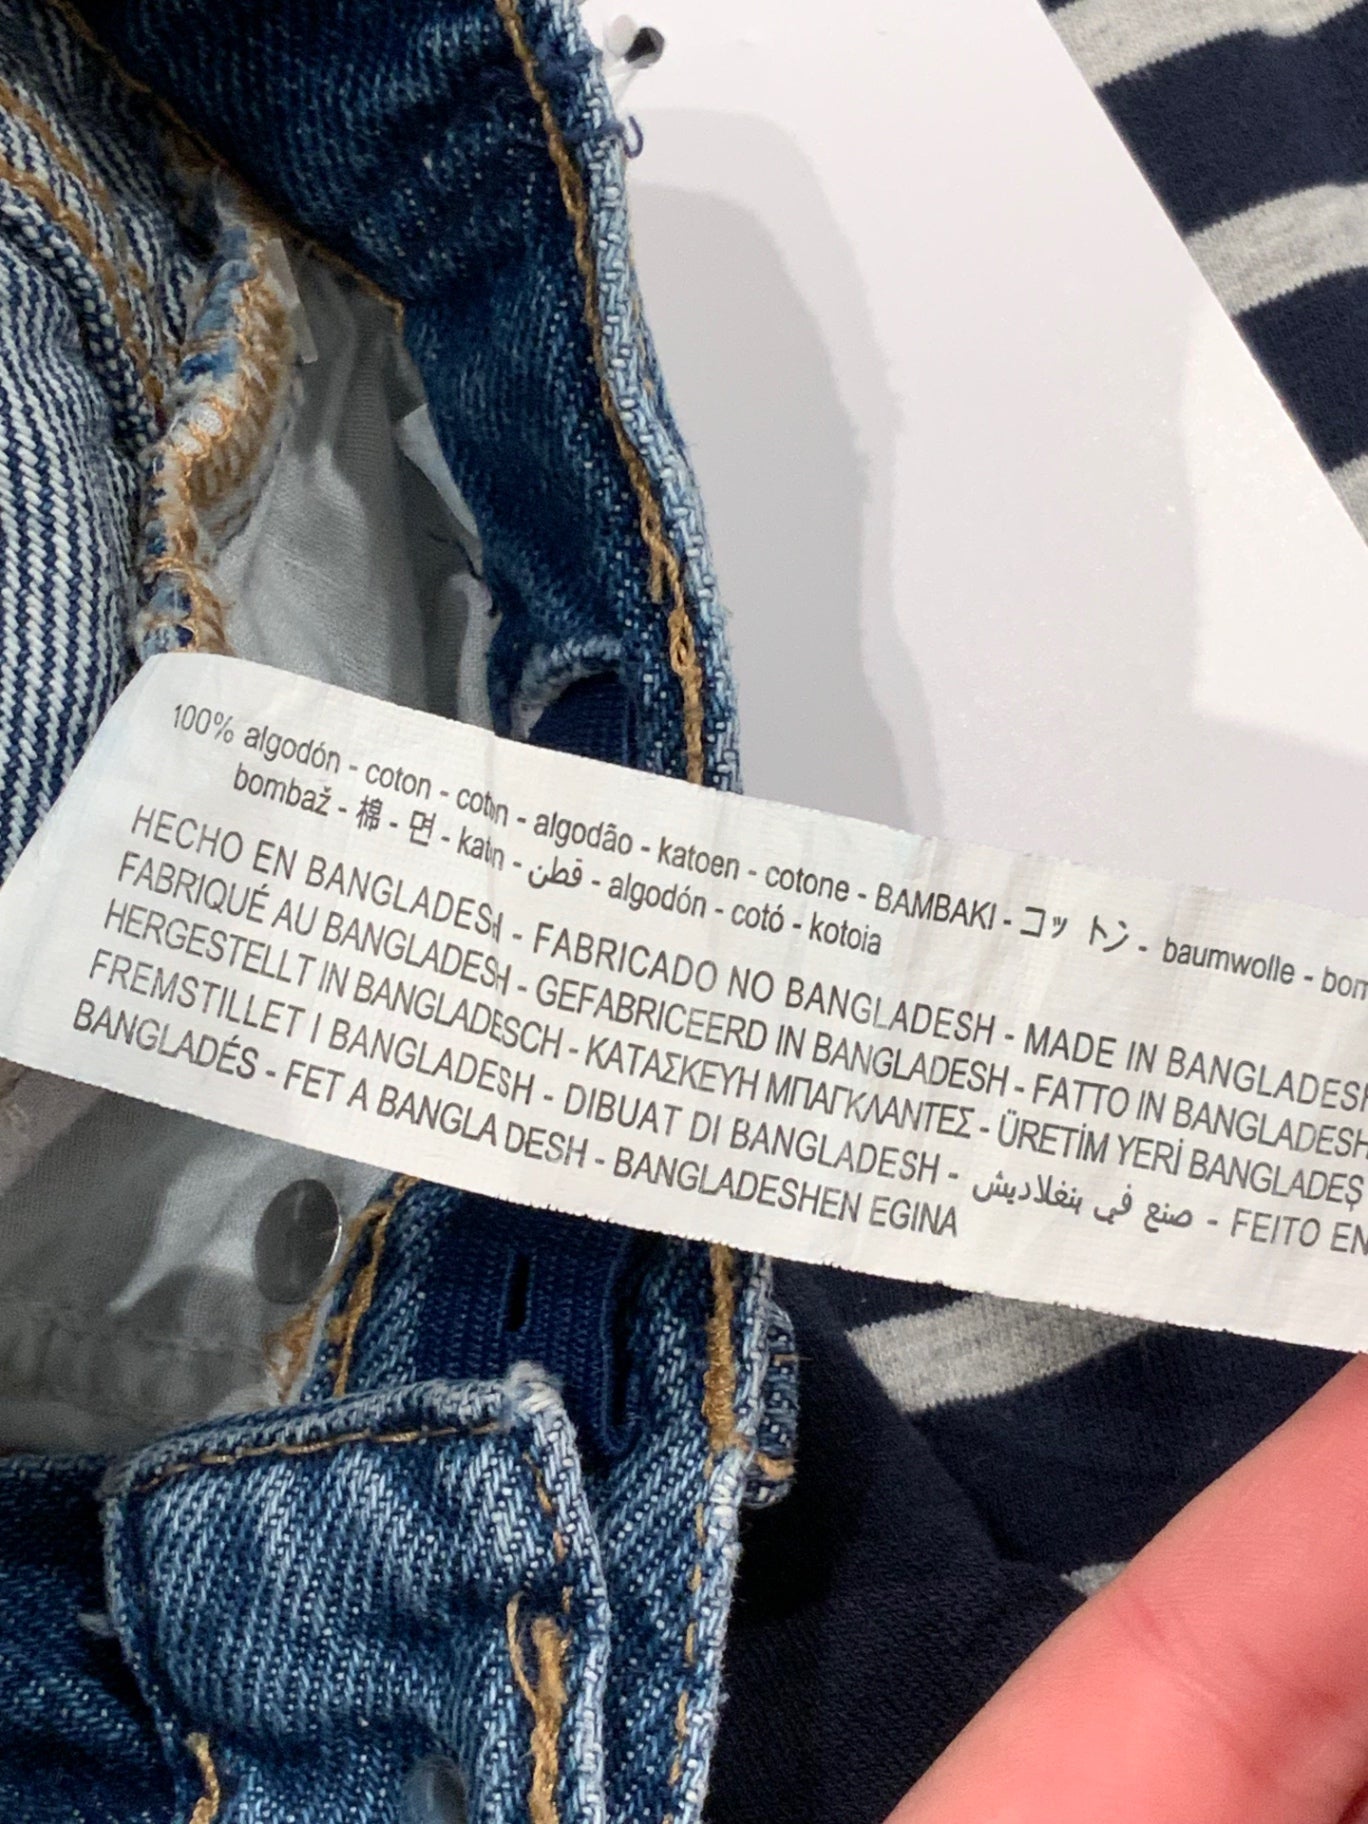 100% algodón - coton - coton - algodão - katoen - cotone - BAMBAKI - コットン - baumwolle -
bombaž - 棉 - 면 - katun - قطن - algodón - cotó - kotoia
HECHO EN BANGLADESH - FABRICADO NO BANGLADESH - MADE IN BANGLADESH
FABRIQUÉ AU BANGLADESH - GEFABRICEERD IN BANGLADESH - FATTO IN BANGLADESH
HERGESTELLT IN BANGLADESCH - ΚΑΤΑΣΚΕΥΗ ΜΠΑΓΚΛΑΝΤΕΣ - ÜRETİM YERİ BANGLADEŞ
FREMSTILLET I BANGLADESH - DIBUAT DI BANGLADESH - صنع في بنغلاديش - FEITO EN
BANGLADÉS - FET A BANGLA DESH - BANGLADESHEN EGINA